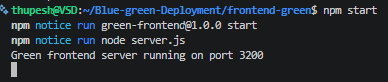 thupesh@VSD:~/Blue-green-Deployment/frontend-green$ npm start
npm notice run green-frontend@1.0.0 start
npm notice run node server.js
Green frontend server running on port 3200